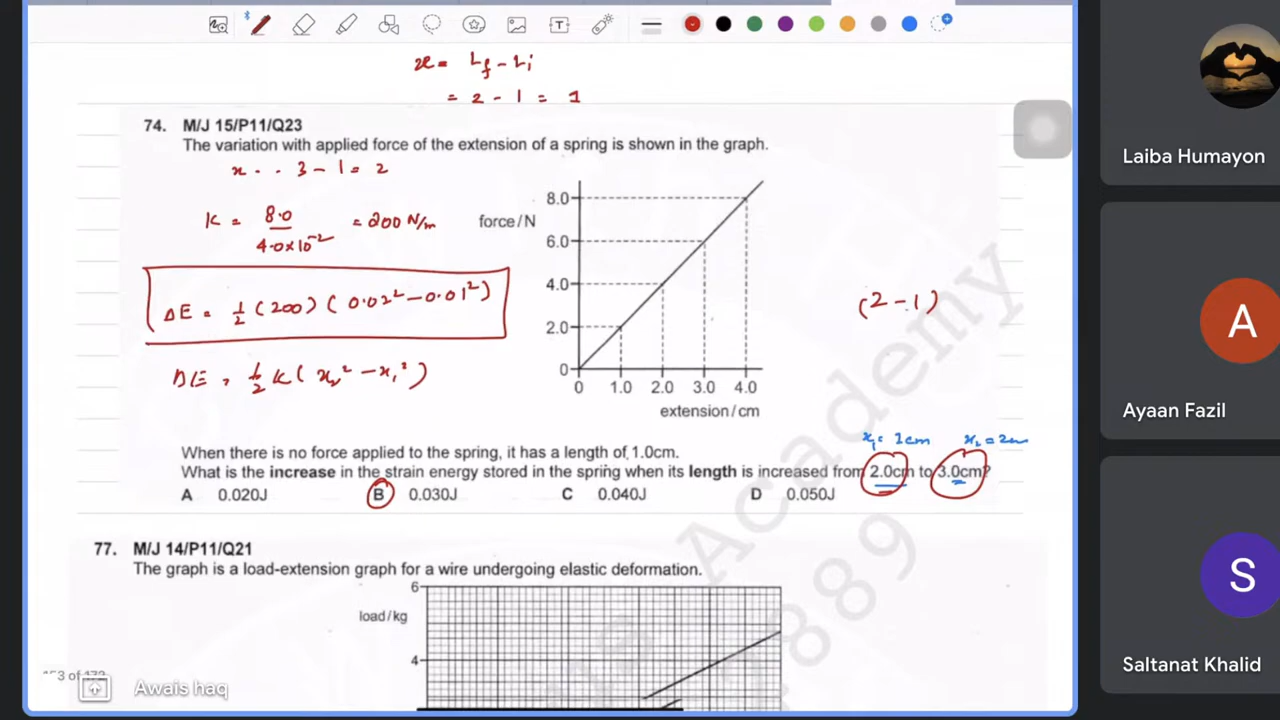 x = Lf - Li
= 2 - 1 = 1
74. M/J 15/P11/Q23
The variation with applied force of the extension of a spring is shown in the graph.
x - - 3 - 1 = 2
K = 8.0 / 4.0x10^-2 = 200 N/m
ΔE = 1/2 (200) (0.02² - 0.01²)
ΔE = 1/2 K (x₂² - x₁²)
force/N
8.0
6.0
4.0
2.0
0
0 1.0 2.0 3.0 4.0
extension/cm
(2-1)
x₁ = 1cm x₂ = 2cm
When there is no force applied to the spring, it has a length of 1.0cm.
What is the increase in the strain energy stored in the spring when its length is increased from 2.0cm to 3.0cm?
A 0.020J B 0.030J C 0.040J D 0.050J
77. M/J 14/P11/Q21
The graph is a load-extension graph for a wire undergoing elastic deformation.
6
load/kg
4
Academy
889
Awais haq
Laiba Humayon
A
Ayaan Fazil
S
Saltanat Khalid